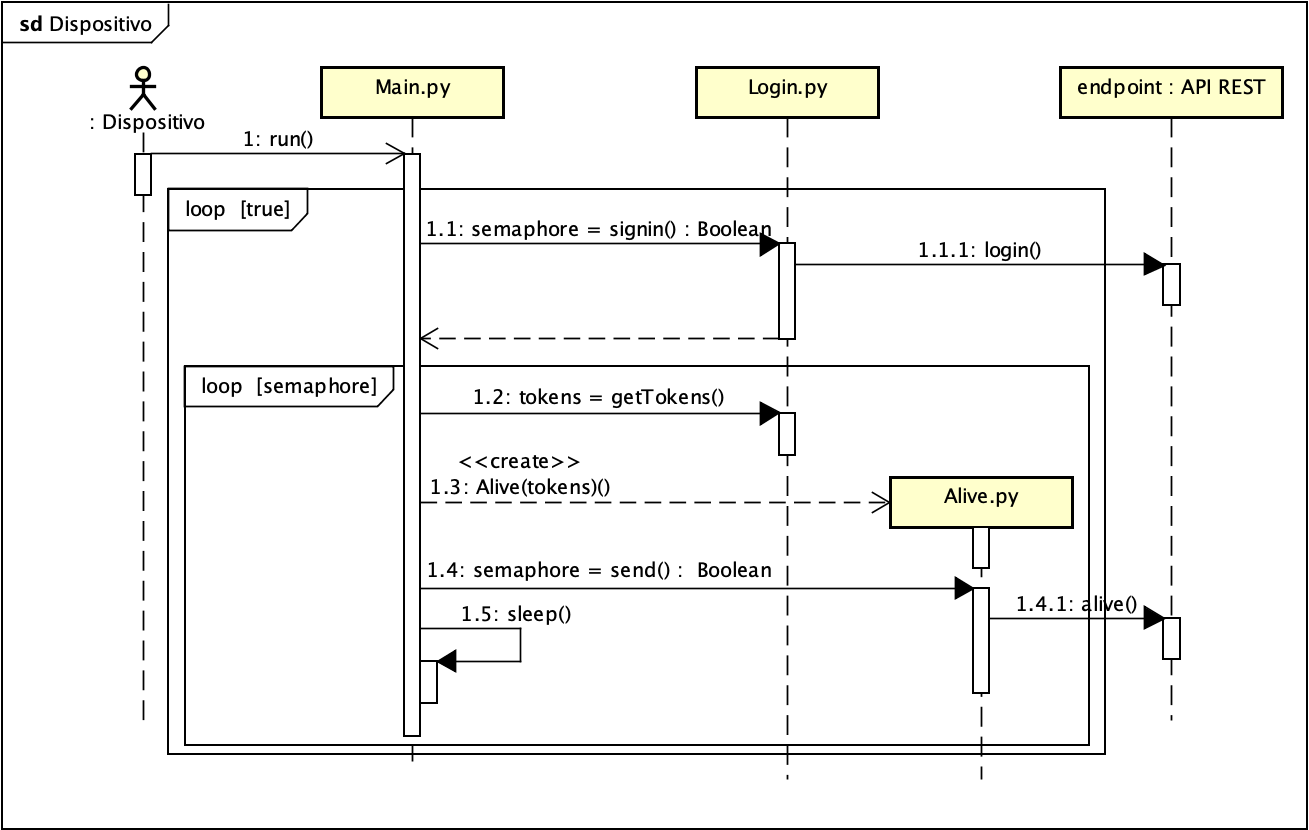 sd Dispositivo
: Dispositivo
Main.py
Login.py
endpoint : API REST
1: run()
loop [true]
1.1: semaphore = signin() : Boolean
1.1.1: login()
loop [semaphore]
1.2: tokens = getTokens()
<<create>>
1.3: Alive(tokens)()
Alive.py
1.4: semaphore = send() : Boolean
1.4.1: alive()
1.5: sleep()